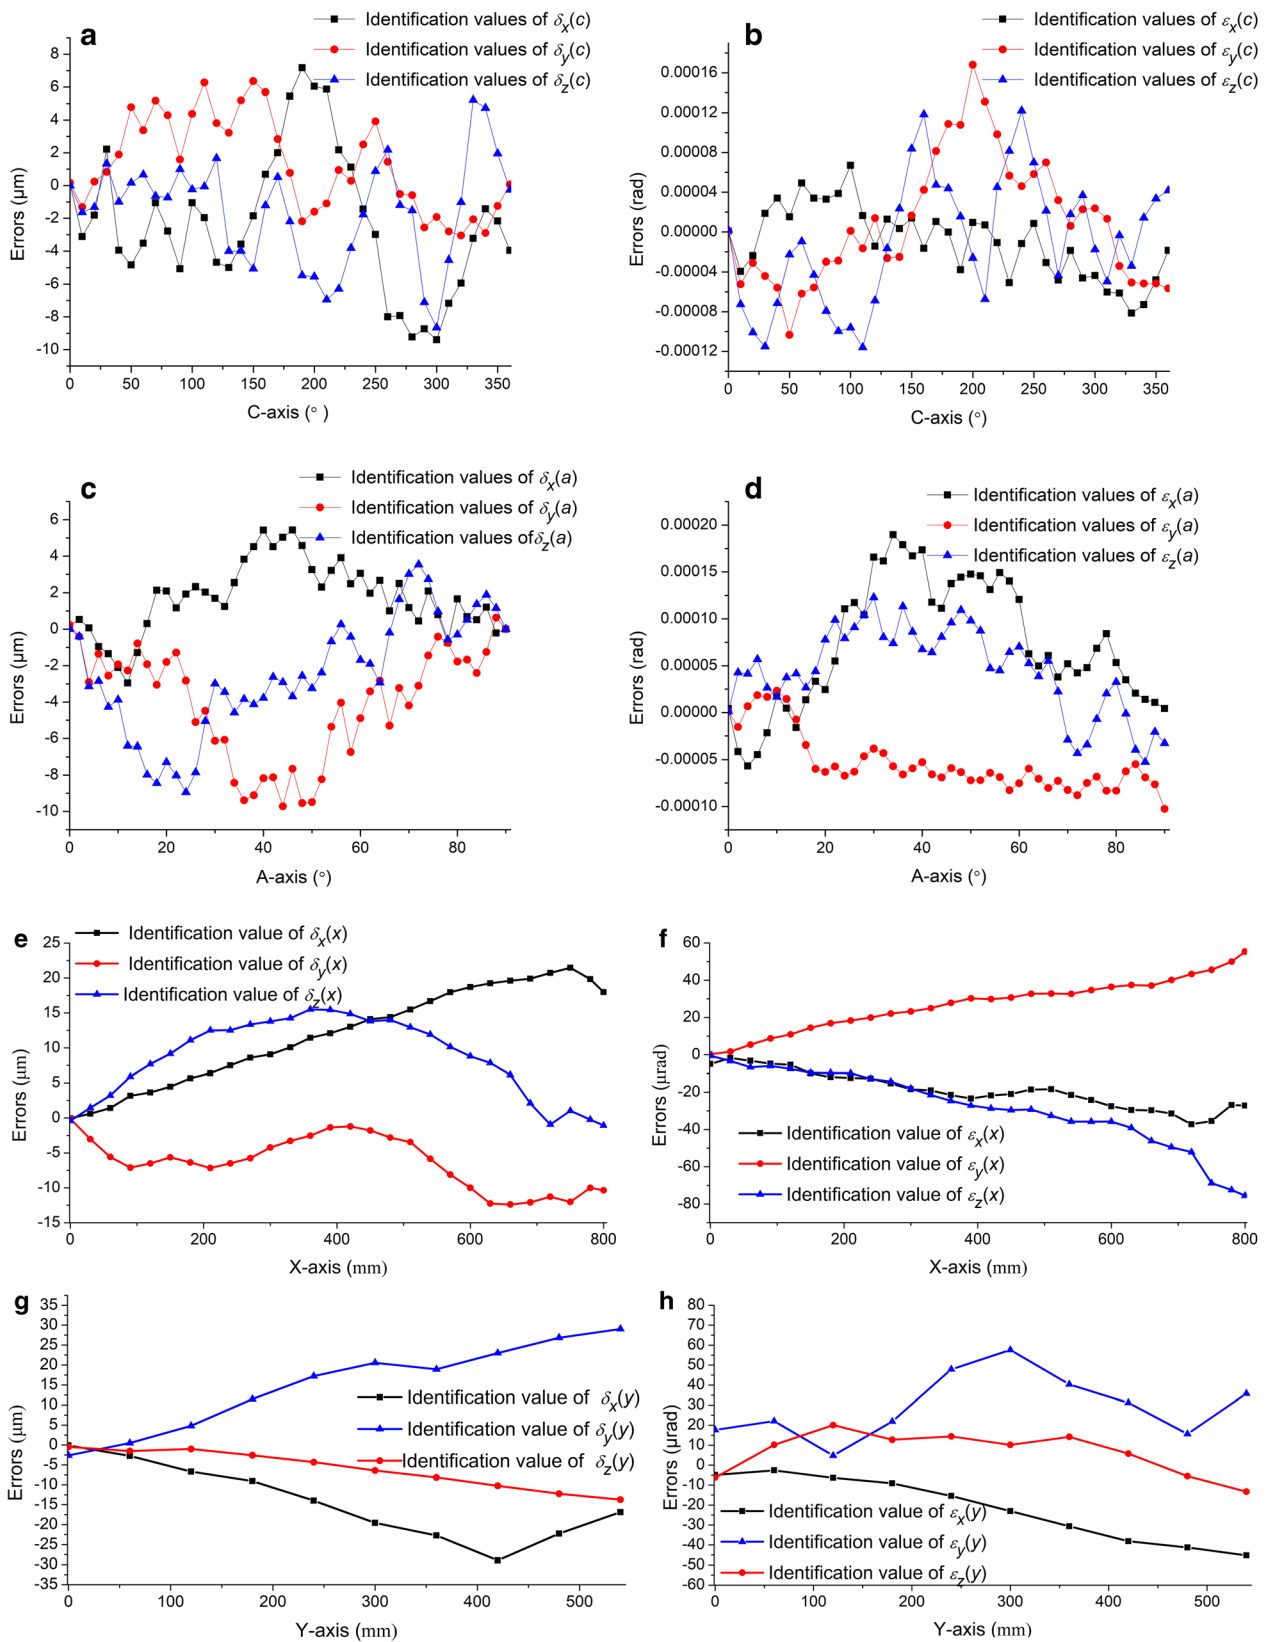 a
Identification values of δx(c)
Identification values of δy(c)
Identification values of δz(c)
8
6
4
2
0
-2
-4
-6
-8
-10
Errors (μm)
0 50 100 150 200 250 300 350
C-axis (° )
b
Identification values of εx(c)
Identification values of εy(c)
Identification values of εz(c)
0.00016
0.00012
0.00008
0.00004
0.00000
-0.00004
-0.00008
-0.00012
Errors (rad)
0 50 100 150 200 250 300 350
C-axis (°)
c
Identification values of δx(a)
Identification values of δy(a)
Identification values ofδz(a)
6
4
2
0
-2
-4
-6
-8
-10
Errors (μm)
0 20 40 60 80
A-axis (°)
d
Identification values of εx(a)
Identification values of εy(a)
Identification values of εz(a)
0.00020
0.00015
0.00010
0.00005
0.00000
-0.00005
-0.00010
Errors (rad)
0 20 40 60 80
A-axis (°)
e
Identification value of δx(x)
Identification value of δy(x)
Identification value of δz(x)
25
20
15
10
5
0
-5
-10
-15
Errors (μm)
0 200 400 600 800
X-axis (mm)
f
60
40
20
0
-20
-40
-60
-80
Errors (μrad)
Identification value of εx(x)
Identification value of εy(x)
Identification value of εz(x)
0 200 400 600 800
X-axis (mm)
g
35
30
25
20
15
10
5
0
-5
-10
-15
-20
-25
-30
-35
Errors (μm)
Identification value of δx(y)
Identification value of δy(y)
Identification value of δz(y)
0 100 200 300 400 500
Y-axis (mm)
h
80
70
60
50
40
30
20
10
0
-10
-20
-30
-40
-50
-60
Errors (μrad)
Identification value of εx(y)
Identification value of εy(y)
Identification value of εz(y)
0 100 200 300 400 500
Y-axis (mm)